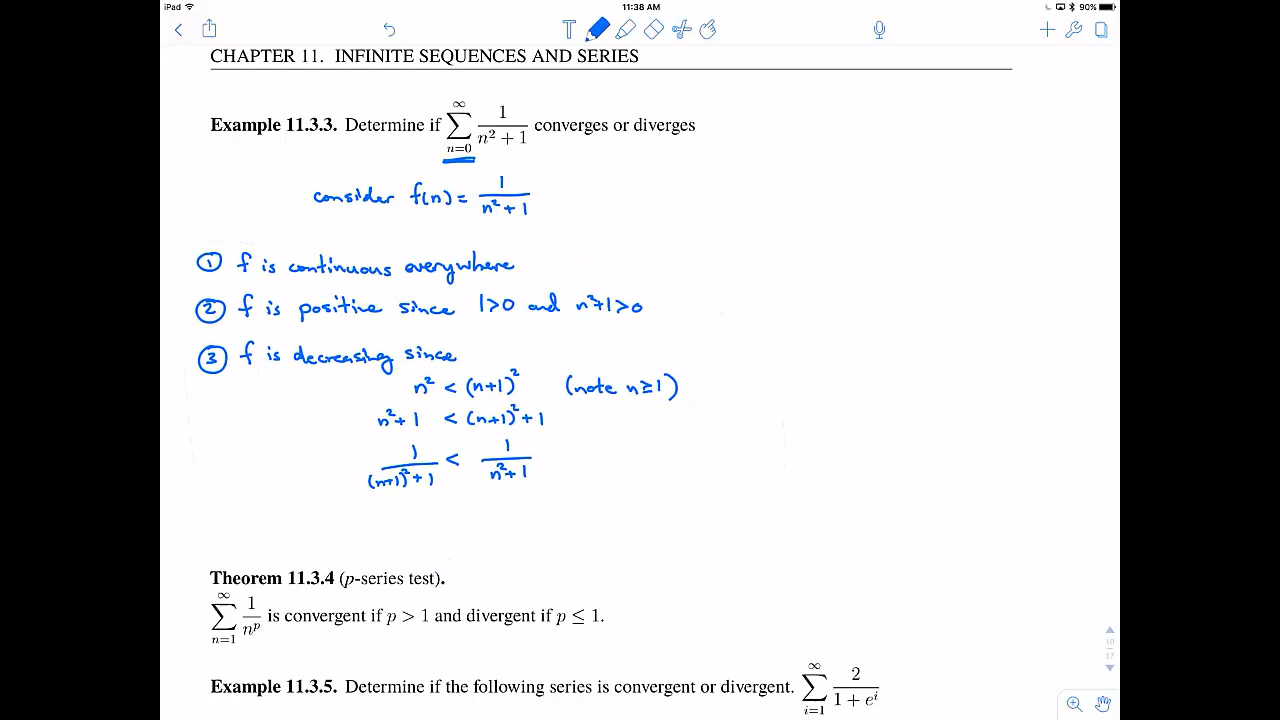 iPad 11:38 AM 90%
T
CHAPTER 11. INFINITE SEQUENCES AND SERIES
Example 11.3.3. Determine if ∑_{n=0}^{∞} 1/(n² + 1) converges or diverges
consider f(n) = 1/(n² + 1)
① f is continuous everywhere
② f is positive since 1>0 and n²+1>0
③ f is decreasing since
n² < (n+1)² (note n≥1)
n²+1 < (n+1)²+1
1/((n+1)²+1) < 1/(n²+1)
Theorem 11.3.4 (p-series test).
∑_{n=1}^{∞} 1/n^p is convergent if p > 1 and divergent if p ≤ 1.
10
17
Example 11.3.5. Determine if the following series is convergent or divergent. ∑_{i=1}^{∞} 2/(1 + e^i)